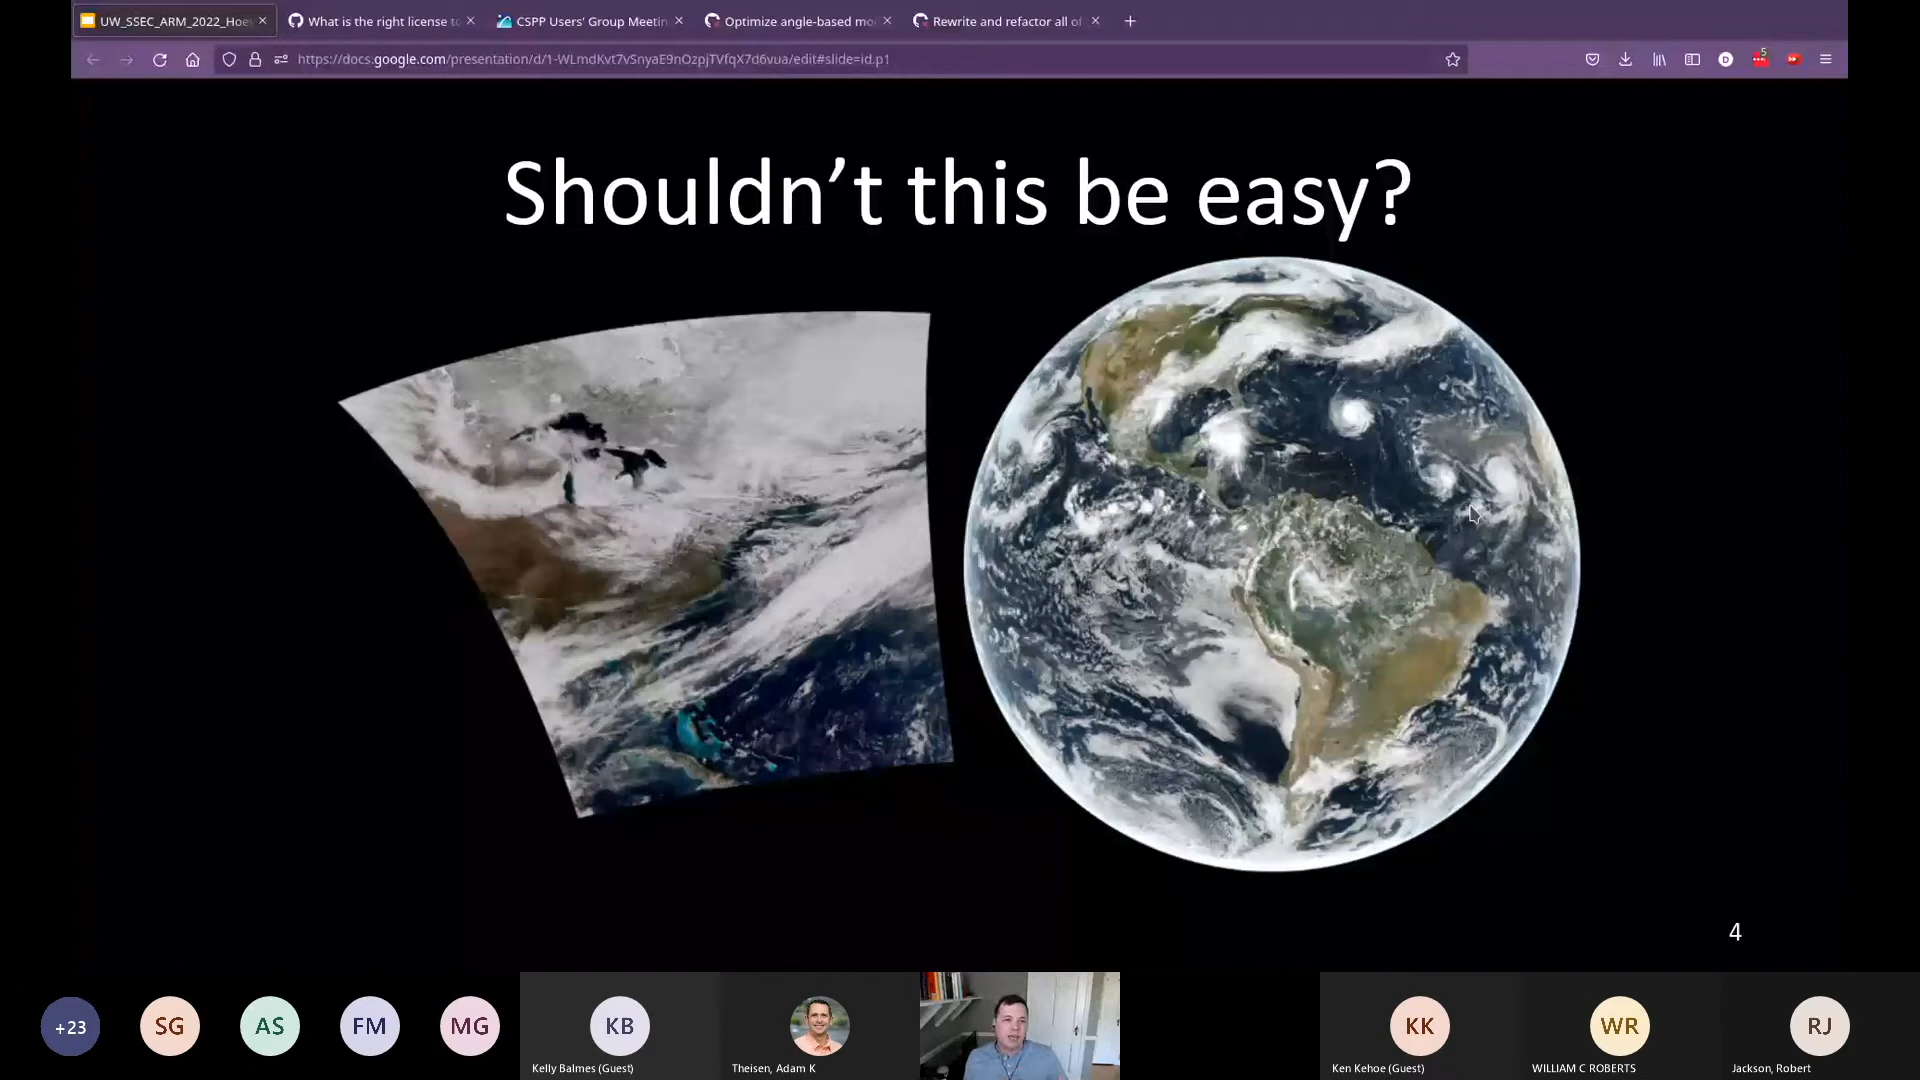 UW_SSEC_ARM_2022_Hoe
What is the right license to
CSPP Users' Group Meetin
Optimize angle-based mo
Rewrite and refactor all of
https://docs.google.com/presentation/d/1-WLmdKvt7vSnyaE9nOzpjTVfqX7d6vua/edit#slide=id.p1
D
5
Shouldn't this be easy?
4
+23
SG
AS
FM
MG
KB
Kelly Balmes (Guest)
Theisen, Adam K
KK
Ken Kehoe (Guest)
WR
WILLIAM C ROBERTS
RJ
Jackson, Robert